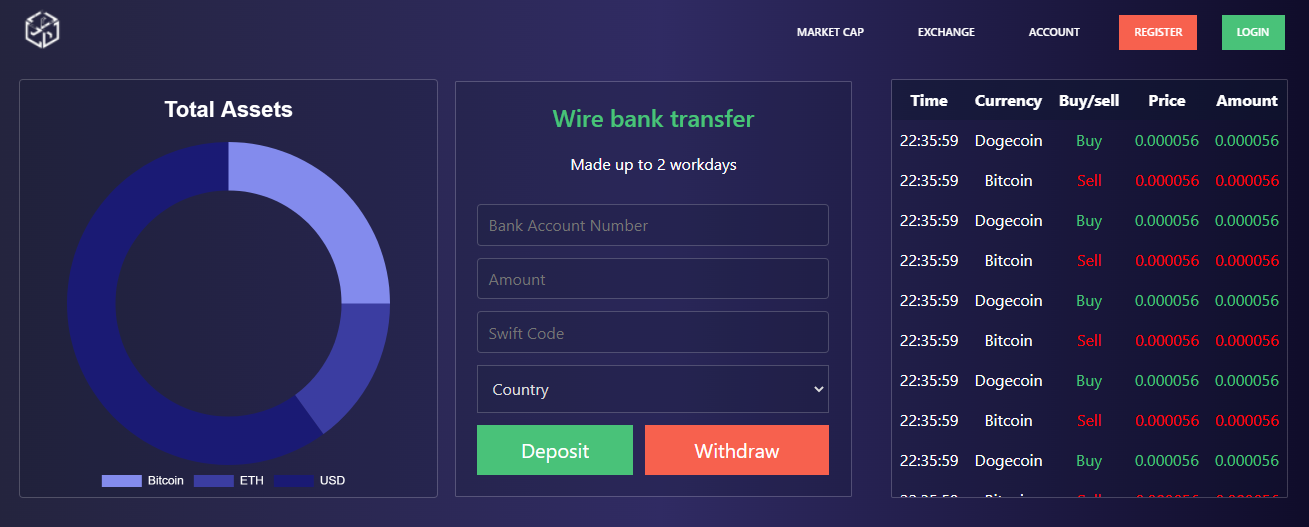 MARKET CAP EXCHANGE ACCOUNT REGISTER LOGIN
Total Assets
Bitcoin ETH USD
Wire bank transfer
Made up to 2 workdays
Bank Account Number
Amount
Swift Code
Country
Deposit Withdraw
Time Currency Buy/sell Price Amount
22:35:59 Dogecoin Buy 0.000056 0.000056
22:35:59 Bitcoin Sell 0.000056 0.000056
22:35:59 Dogecoin Buy 0.000056 0.000056
22:35:59 Bitcoin Sell 0.000056 0.000056
22:35:59 Dogecoin Buy 0.000056 0.000056
22:35:59 Bitcoin Sell 0.000056 0.000056
22:35:59 Dogecoin Buy 0.000056 0.000056
22:35:59 Bitcoin Sell 0.000056 0.000056
22:35:59 Dogecoin Buy 0.000056 0.000056